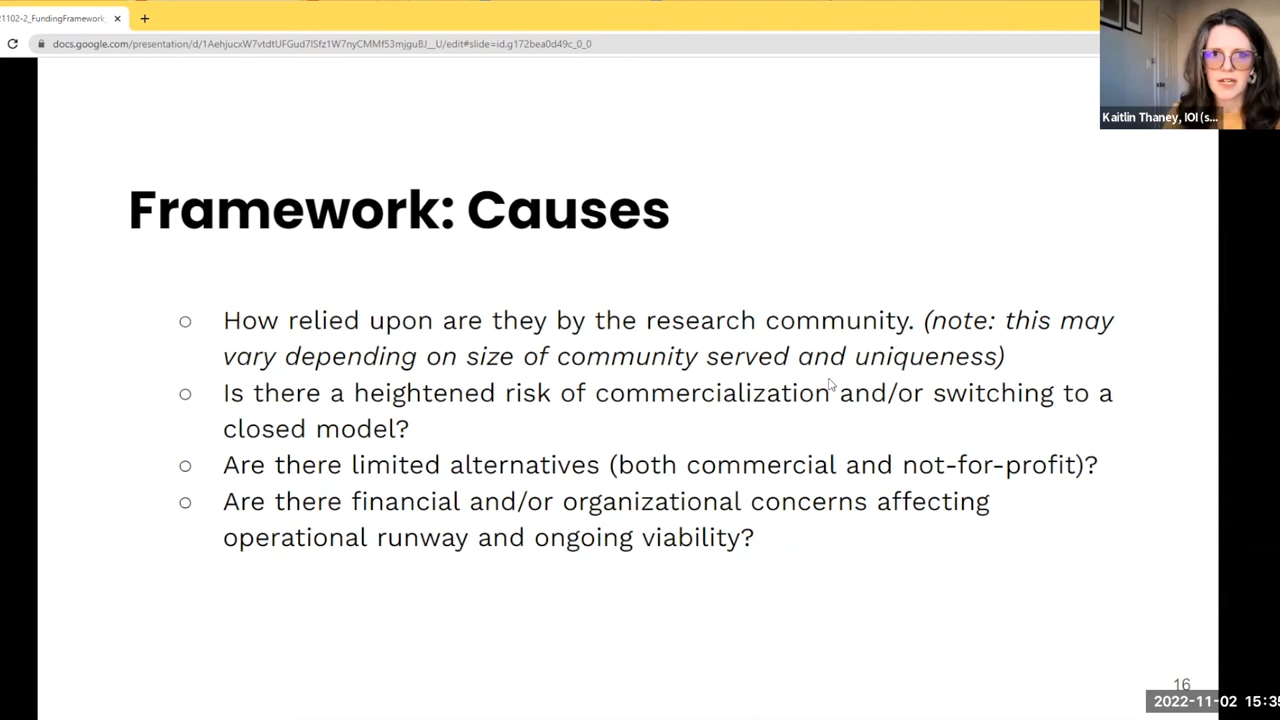 1102-2_FundingFramework
docs.google.com/presentation/d/1AehjucxW7vtdtUFGud7ISfz1W7nyCMMf53mjguBJ__U/edit#slide=id.g172bea0d49c_0_0
Kaitlin Thaney, IOI (s...
Framework: Causes
○ How relied upon are they by the research community. (note: this may
vary depending on size of community served and uniqueness)
○ Is there a heightened risk of commercialization and/or switching to a
closed model?
○ Are there limited alternatives (both commercial and not-for-profit)?
○ Are there financial and/or organizational concerns affecting
operational runway and ongoing viability?
16
2022-11-02 15:35